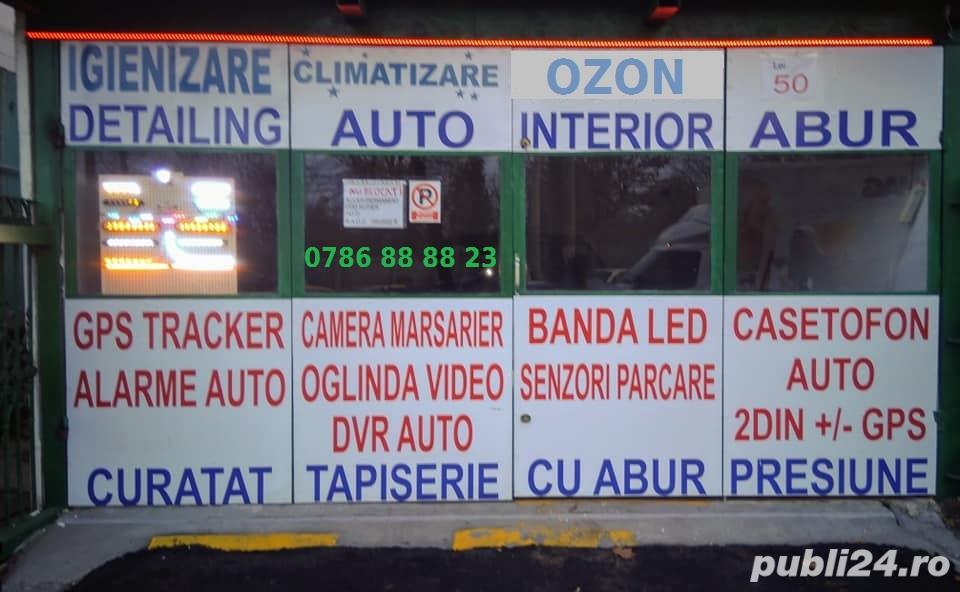 IGIENIZARE
DETAILING
CLIMATIZARE
AUTO
OZON
INTERIOR
Lei
50
ABUR
0786 88 88 23
GPS TRACKER
ALARME AUTO
CURATAT
CAMERA MARSARIER
OGLINDA VIDEO
DVR AUTO
TAPISERIE
BANDA LED
SENZORI PARCARE
CU ABUR
CASETOFON
AUTO
2DIN +/- GPS
PRESIUNE
publi24.ro